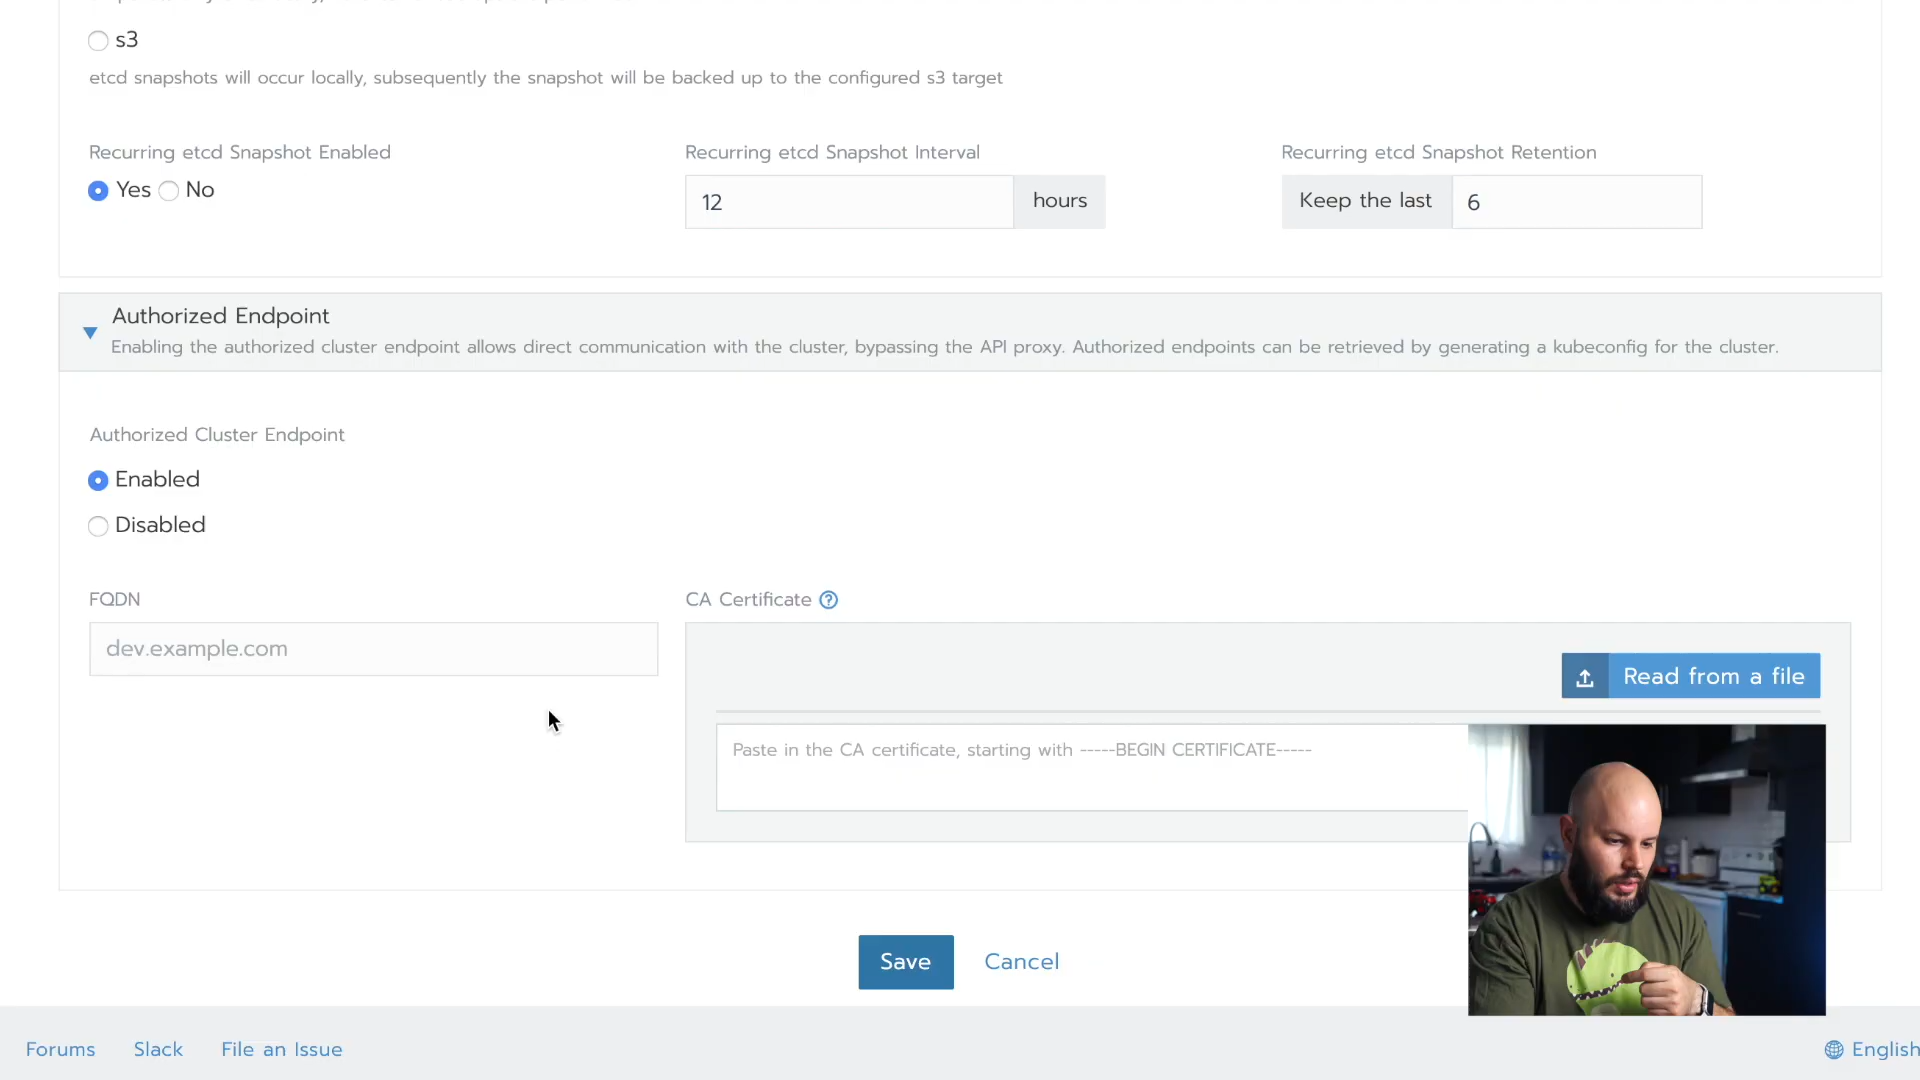 s3
etcd snapshots will occur locally, subsequently the snapshot will be backed up to the configured s3 target
Recurring etcd Snapshot Enabled
Yes No
Recurring etcd Snapshot Interval
12 hours
Recurring etcd Snapshot Retention
Keep the last 6
Authorized Endpoint
Enabling the authorized cluster endpoint allows direct communication with the cluster, bypassing the API proxy. Authorized endpoints can be retrieved by generating a kubeconfig for the cluster.
Authorized Cluster Endpoint
Enabled
Disabled
FQDN
dev.example.com
CA Certificate
Read from a file
Paste in the CA certificate, starting with -----BEGIN CERTIFICATE-----
Save Cancel
Forums Slack File an Issue English